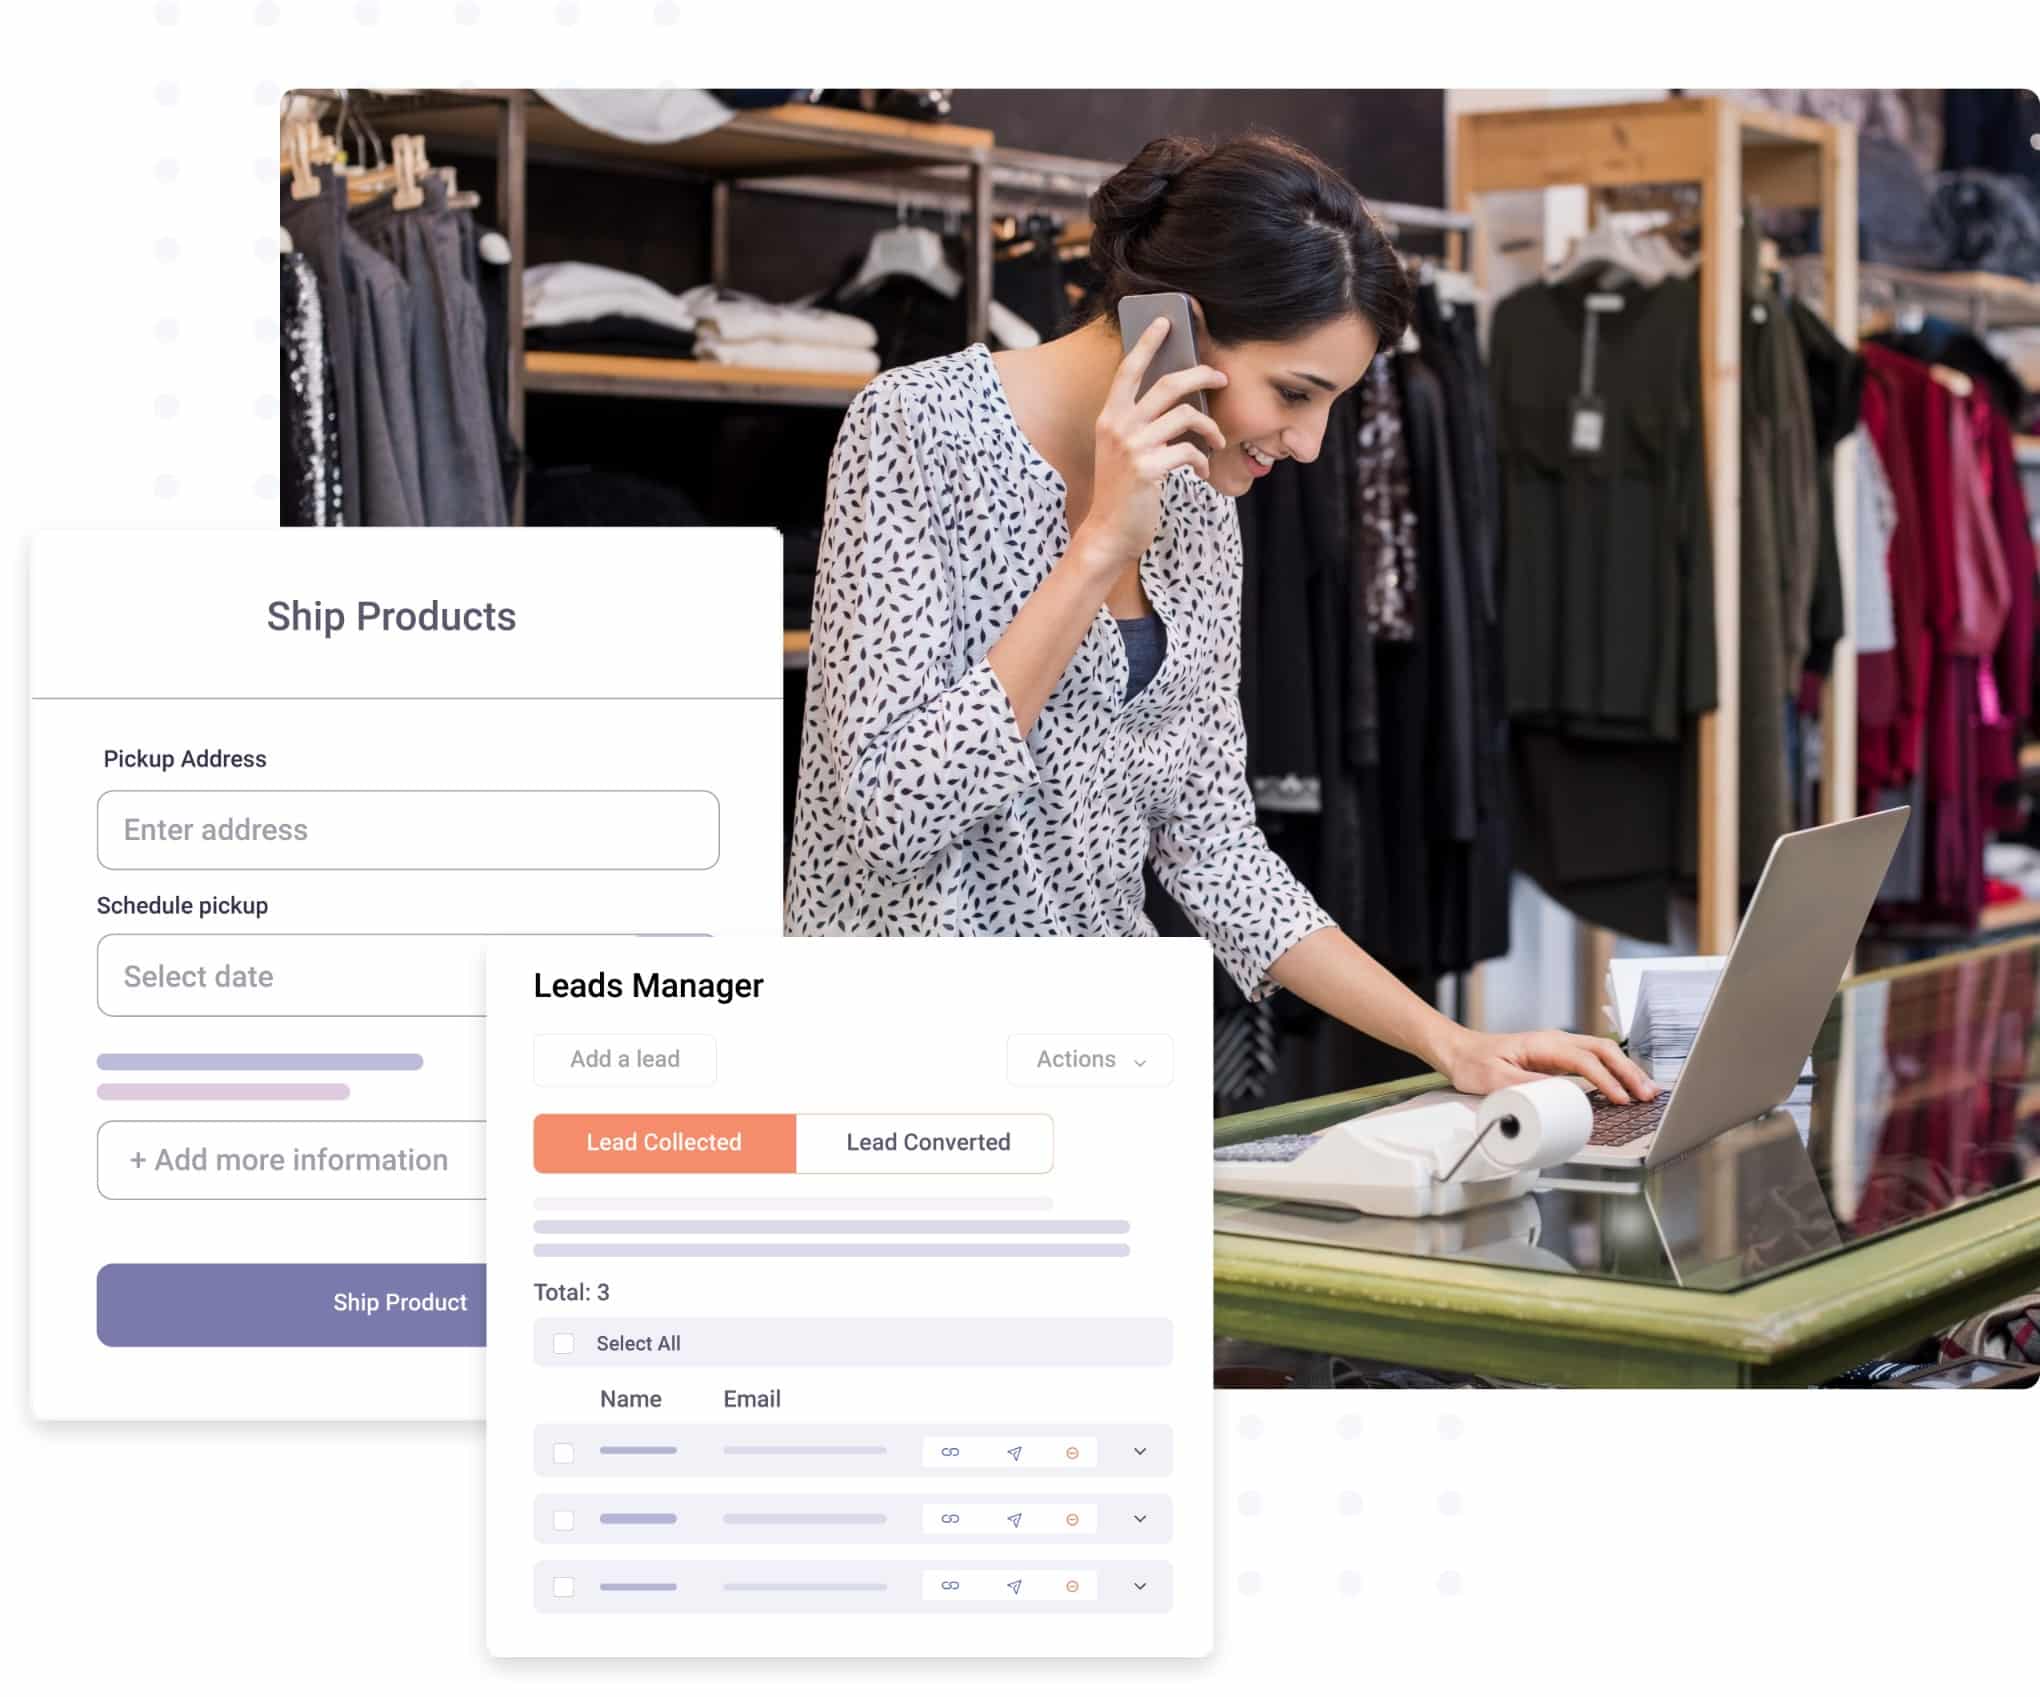 Ship Products
Pickup Address
Enter address
Schedule pickup
Select date
+ Add more information
Ship Product
Leads Manager
Add a lead
Actions
Lead Collected
Lead Converted
Total: 3
Select All
Name Email